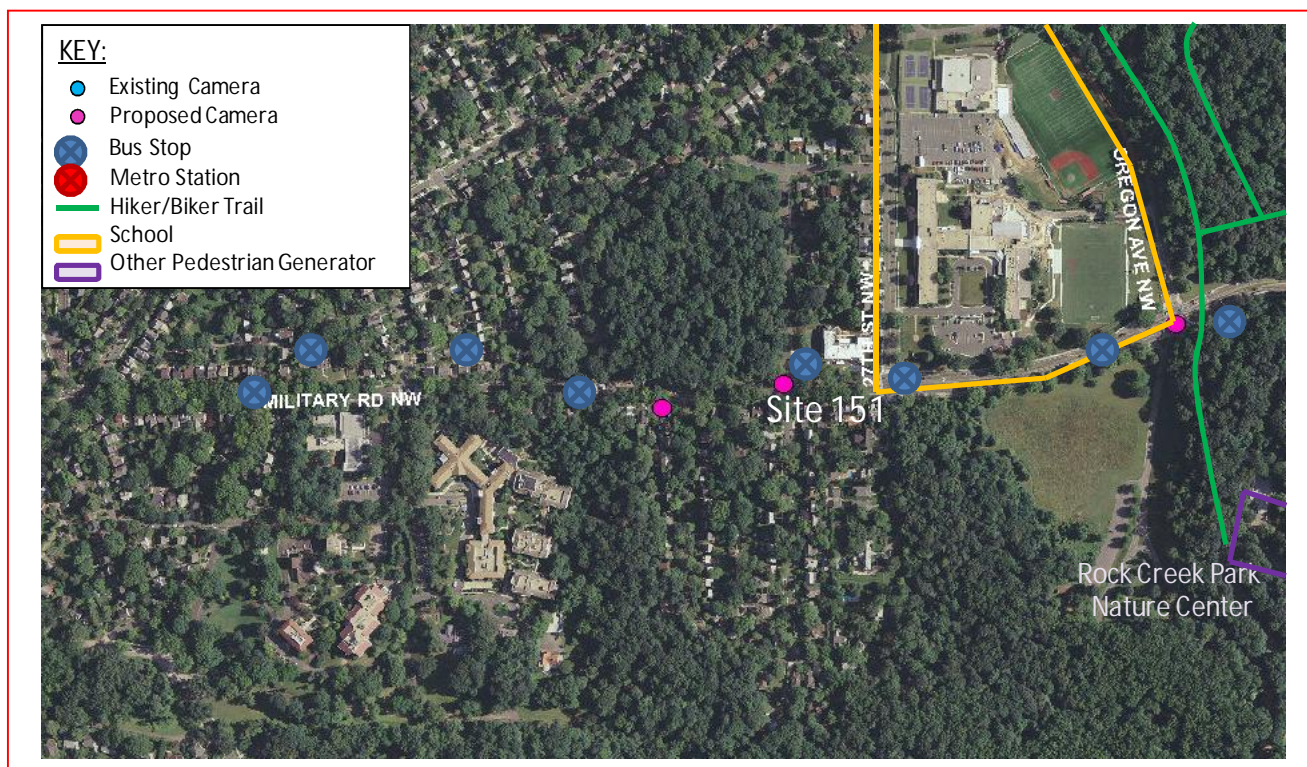 KEY:
Existing Camera
Proposed Camera
Bus Stop
Metro Station
Hiker/Biker Trail
School
Other Pedestrian Generator
OREGON AVE NW
27TH ST NW
MILITARY RD NW
Site 151
Rock Creek Park
Nature Center